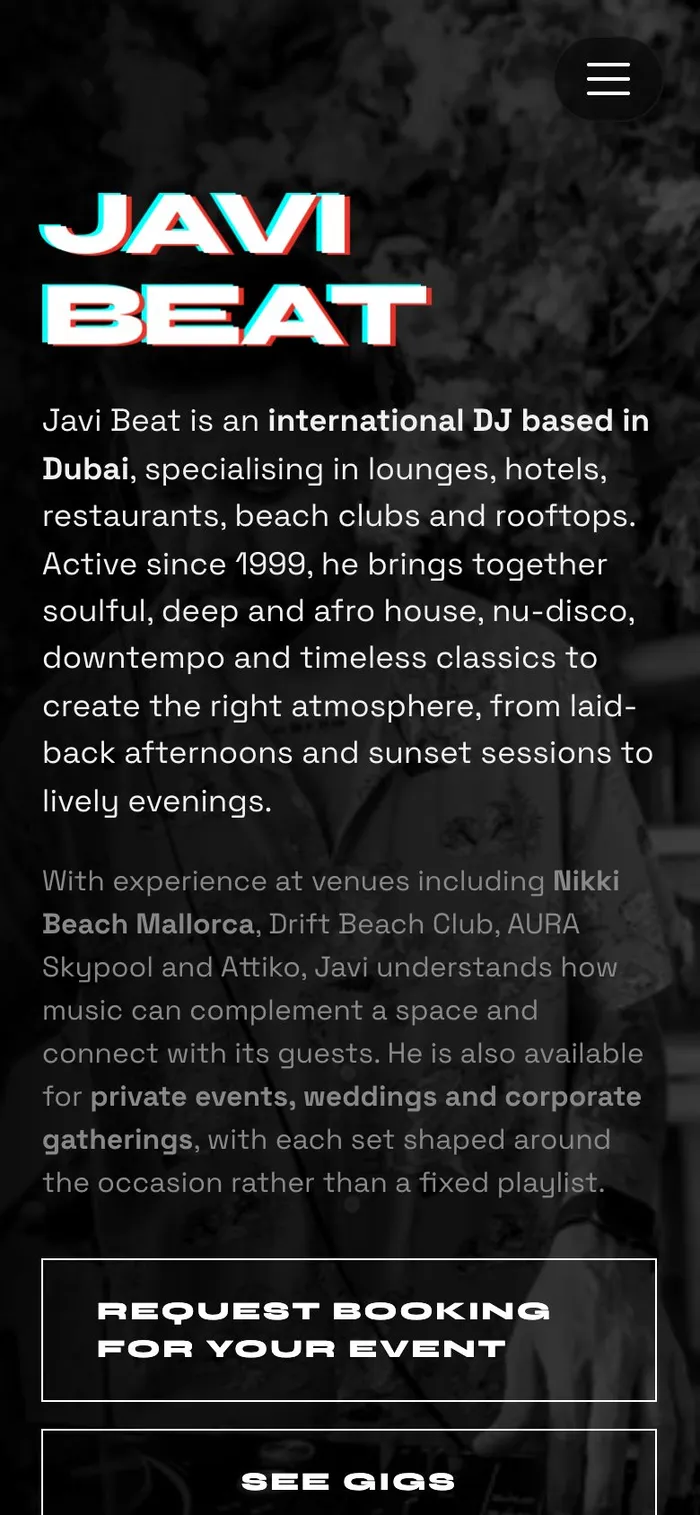 JAVI
BEAT
Javi Beat is an international DJ based in
Dubai, specialising in lounges, hotels,
restaurants, beach clubs and rooftops.
Active since 1999, he brings together
soulful, deep and afro house, nu-disco,
downtempo and timeless classics to
create the right atmosphere, from laid-
back afternoons and sunset sessions to
lively evenings.
With experience at venues including Nikki
Beach Mallorca, Drift Beach Club, AURA
Skypool and Attiko, Javi understands how
music can complement a space and
connect with its guests. He is also available
for private events, weddings and corporate
gatherings, with each set shaped around
the occasion rather than a fixed playlist.
REQUEST BOOKING
FOR YOUR EVENT
SEE GIGS